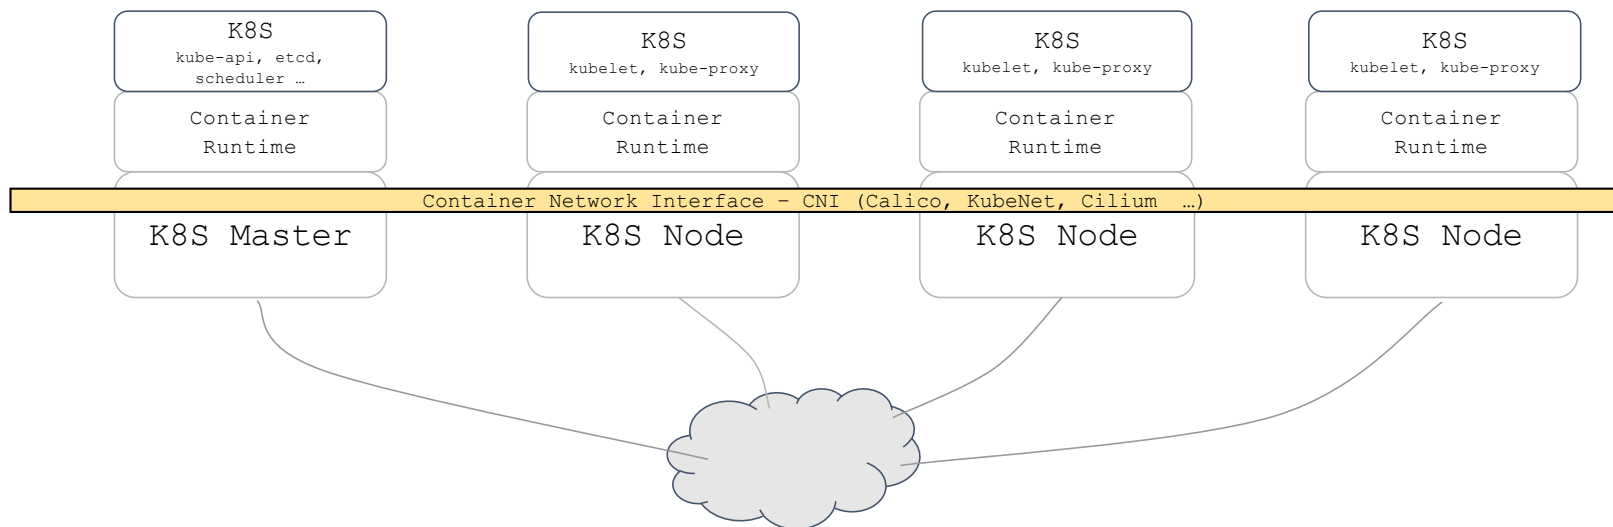 K8S
kube-api, etcd,
scheduler …
Container
Runtime
K8S Master
K8S
kubelet, kube-proxy
Container
Runtime
K8S Node
K8S
kubelet, kube-proxy
Container
Runtime
K8S Node
K8S
kubelet, kube-proxy
Container
Runtime
K8S Node
Container Network Interface – CNI (Calico, KubeNet, Cilium …)